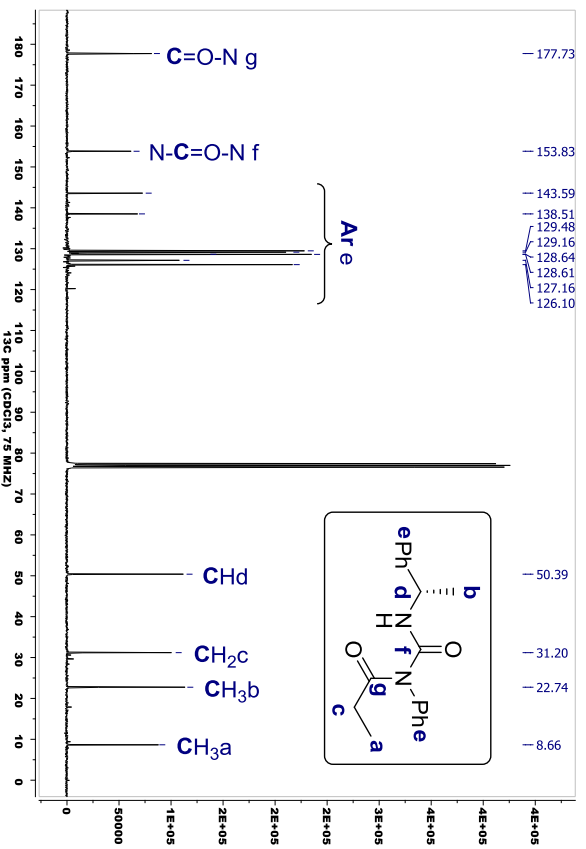 177.73
C=O-N g
153.83
N-C=O-N f
143.59
138.51
129.48
129.16
128.64
128.61
127.16
126.10
Ar e
50.39
CHd
31.20
CH₂c
22.74
CH₃b
8.66
CH₃a
e
Ph
b
d
N
H
f
O
N
Phe
O
g
c
a
180
170
160
150
140
130
120
110
100
90
80
70
60
50
40
30
20
10
0
13C ppm (CDCl3, 75 MHZ)
0
50000
1E+05
2E+05
2E+05
2E+05
3E+05
4E+05
4E+05
4E+05